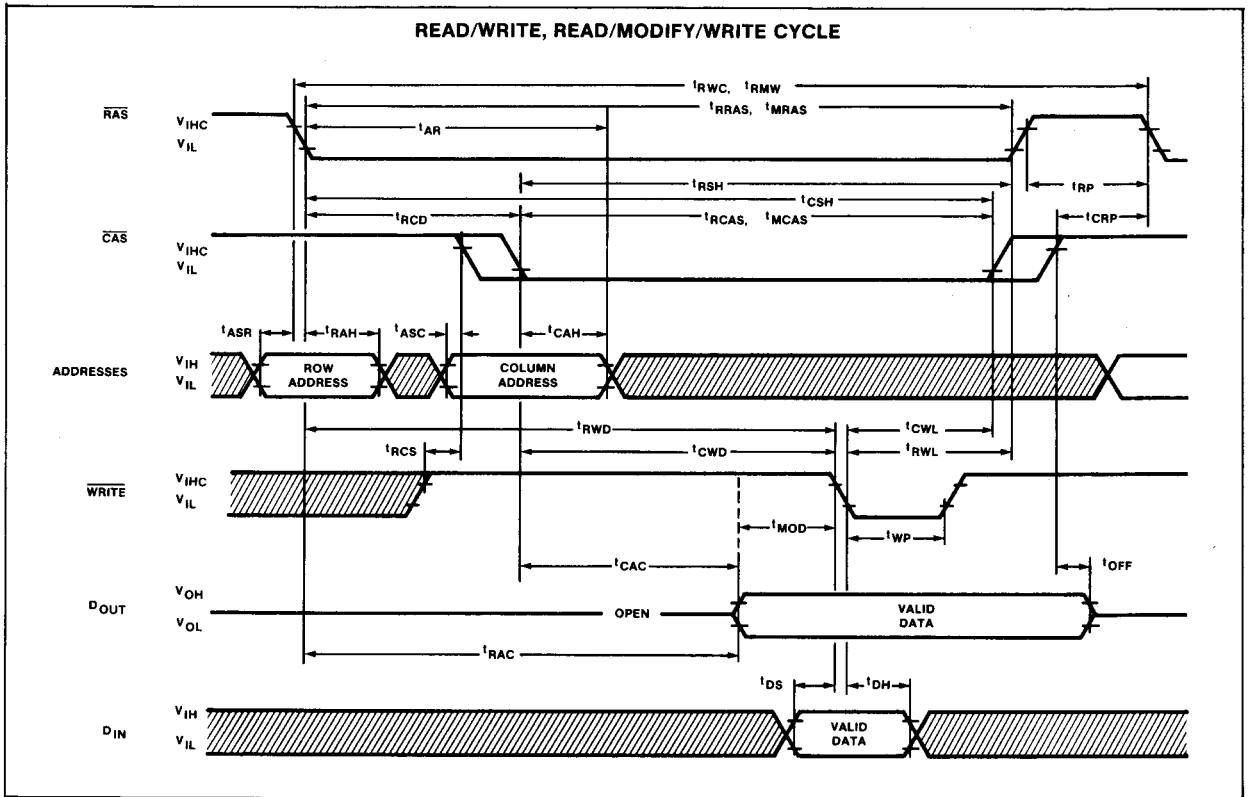 READ/WRITE, READ/MODIFY/WRITE CYCLE
tRWC, tRMW
RAS
VIHC
VIL
tRRAS, tMRAS
tAR
tRSH
tRP
tCSH
tRCD
tRCAS, tMCAS
tCRP
CAS
VIHC
VIL
tASR
tRAH
tASC
tCAH
ADDRESSES
VIH
VIL
ROW
ADDRESS
COLUMN
ADDRESS
tRWD
tCWL
tRCS
tCWD
tRWL
WRITE
VIHC
VIL
tMOD
tWP
tCAC
tOFF
DOUT
VOH
VOL
OPEN
VALID
DATA
tRAC
tDS
tDH
DIN
VIH
VIL
VALID
DATA